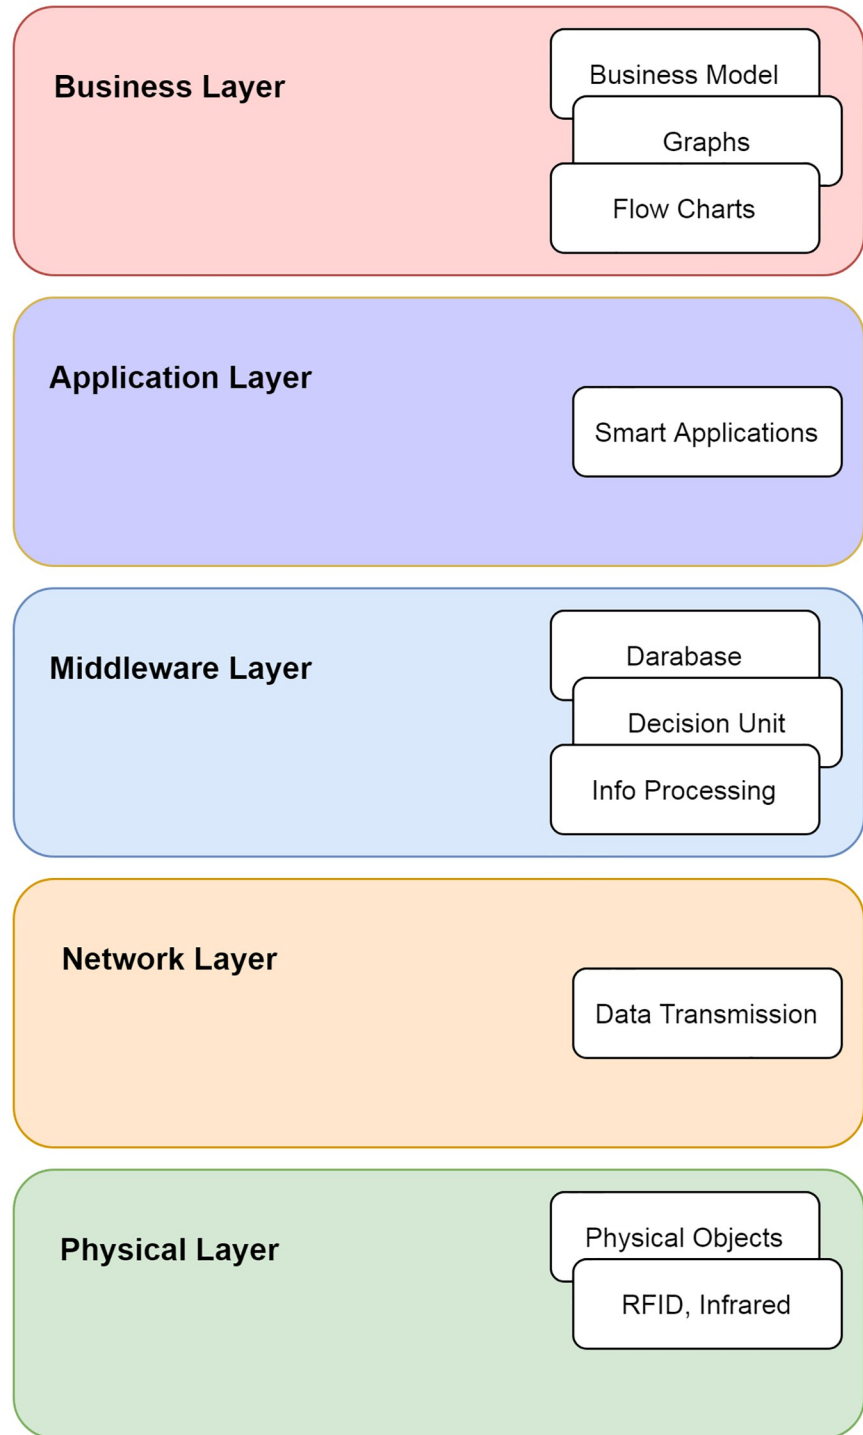 Business Layer
Business Model
Graphs
Flow Charts
Application Layer
Smart Applications
Middleware Layer
Darabase
Decision Unit
Info Processing
Network Layer
Data Transmission
Physical Layer
Physical Objects
RFID, Infrared